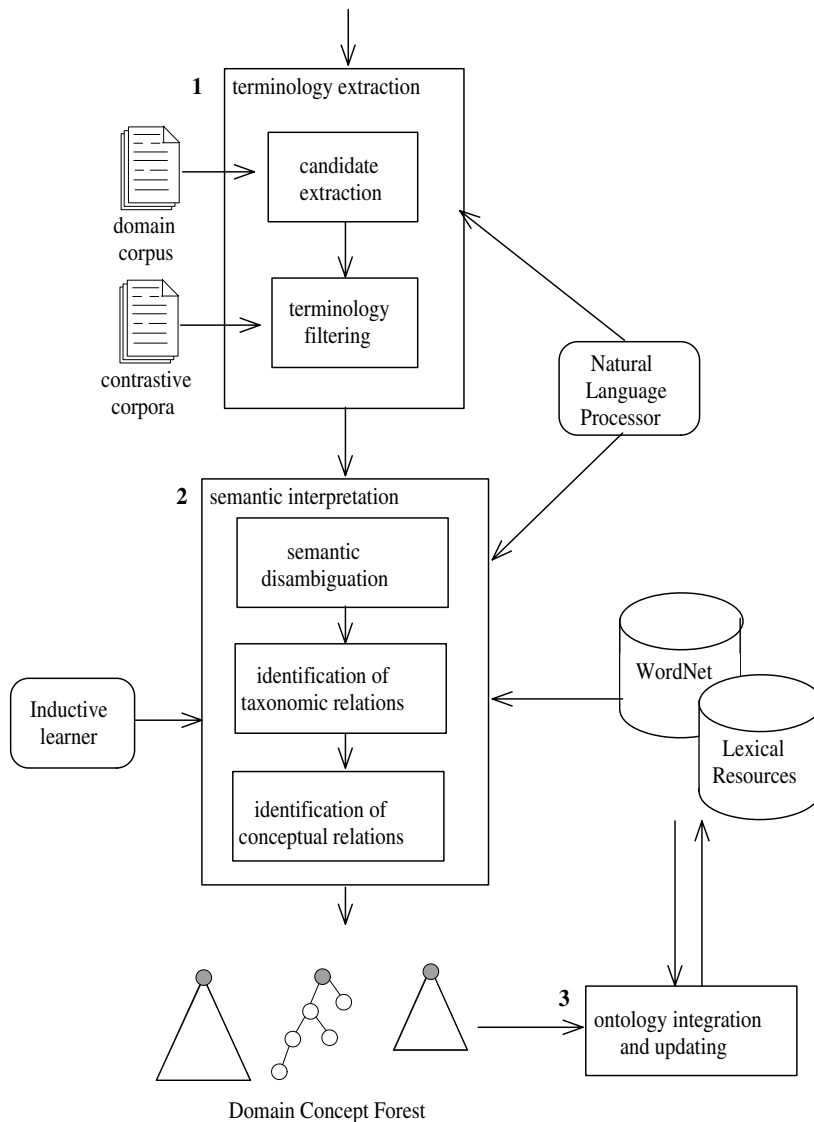 1 terminology extraction
candidate
extraction
domain
corpus
terminology
filtering
contrastive
corpora
Natural
Language
Processor
2 semantic interpretation
semantic
disambiguation
identification of
taxonomic relations
WordNet
Inductive
learner
Lexical
Resources
identification of
conceptual relations
3
ontology integration
and updating
Domain Concept Forest